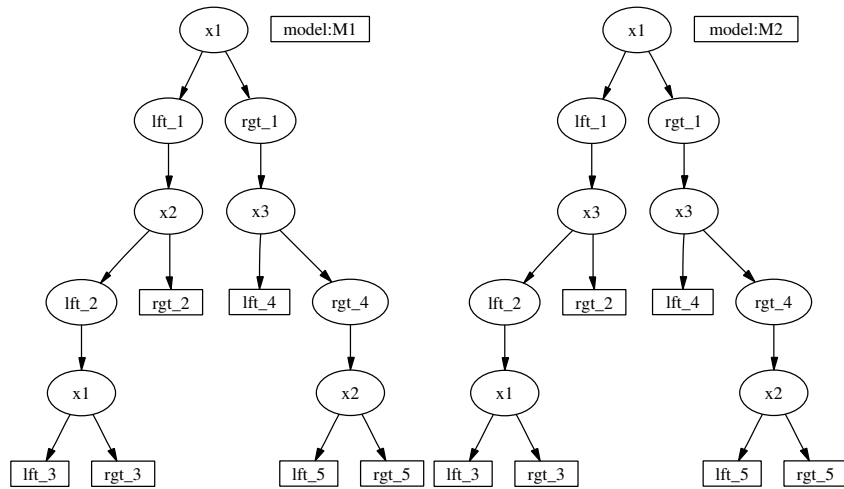 x1 model:M1
lft_1 rgt_1
x2 x3
lft_2 rgt_2 lft_4 rgt_4
x1 x2
lft_3 rgt_3 lft_5 rgt_5
x1 model:M2
lft_1 rgt_1
x3 x3
lft_2 rgt_2 lft_4 rgt_4
x1 x2
lft_3 rgt_3 lft_5 rgt_5